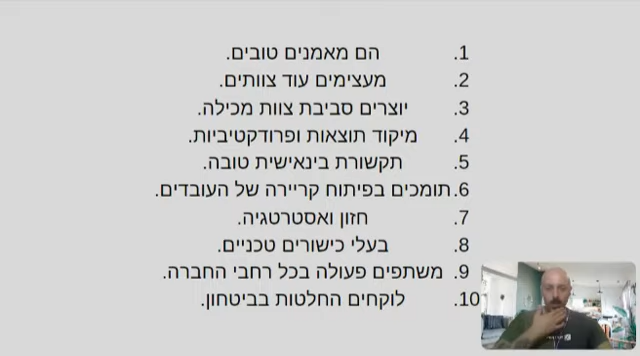 1. הם מאמנים טובים.
2. מעצימים עוד צוותים.
3. יוצרים סביבת צוות מכילה.
4. מיקוד תוצאות ופרודקטיביות.
5. תקשורת בינאישית טובה.
6. תומכים בפיתוח קריירה של העובדים.
7. חזון ואסטרטגיה.
8. בעלי כישורים טכניים.
9. משתפים פעולה בכל רחבי החברה.
10. לוקחים החלטות בביטחון.